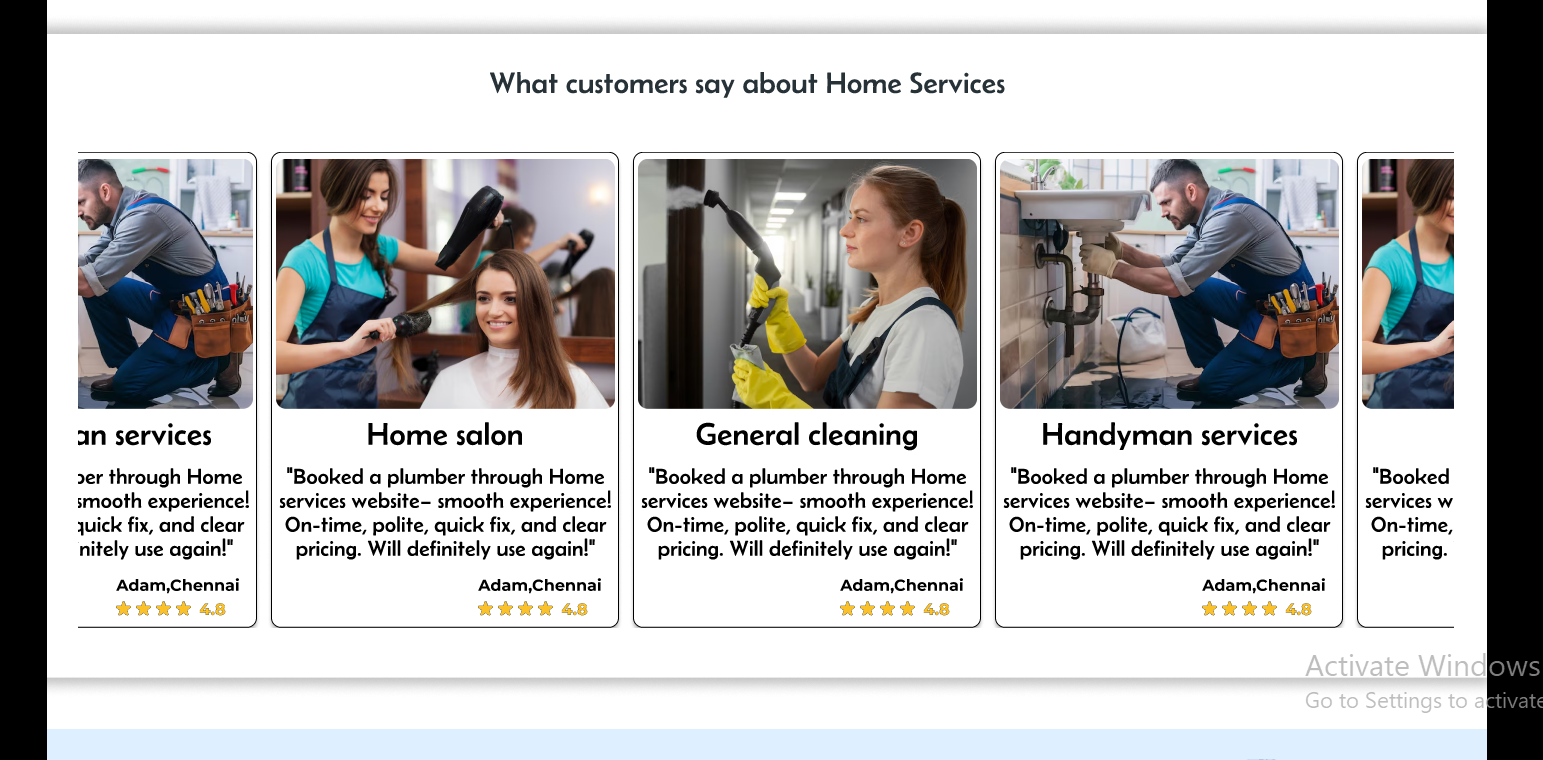 What customers say about Home Services
an services
ber through Home
smooth experience!
quick fix, and clear
nitely use again!"
Adam,Chennai
4.8
Home salon
"Booked a plumber through Home
services website– smooth experience!
On-time, polite, quick fix, and clear
pricing. Will definitely use again!"
Adam,Chennai
4.8
General cleaning
"Booked a plumber through Home
services website– smooth experience!
On-time, polite, quick fix, and clear
pricing. Will definitely use again!"
Adam,Chennai
4.8
Handyman services
"Booked a plumber through Home
services website– smooth experience!
On-time, polite, quick fix, and clear
pricing. Will definitely use again!"
Adam,Chennai
4.8
"Booked
services w
On-time,
pricing.
Activate Windows
Go to Settings to activate